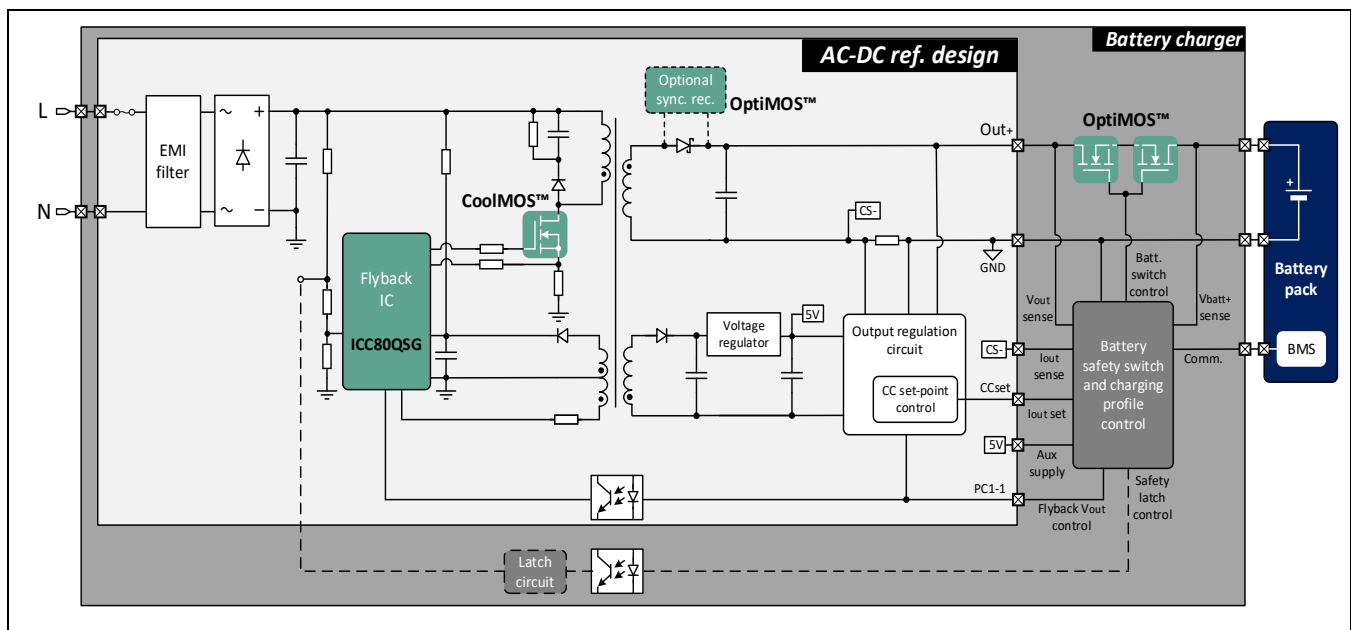 Battery charger
AC-DC ref. design
Optional
sync. rec.
OptiMOS™
L
EMI
filter
~
+
~
−
N
CoolMOS™
Flyback
IC
ICC80QSG
Out+
CS-
GND
OptiMOS™
+
Battery
pack
BMS
Voltage
regulator
5V
Output regulation
circuit
CC set-point
control
Vout
sense
Batt.
switch
control
Vbatt+
sense
CS-
Iout
sense
CCset
Iout set
5V
Aux
supply
PC1-1
Flyback Vout
control
Battery
safety switch
and charging
profile
control
Comm.
Safety
latch
control
Latch
circuit